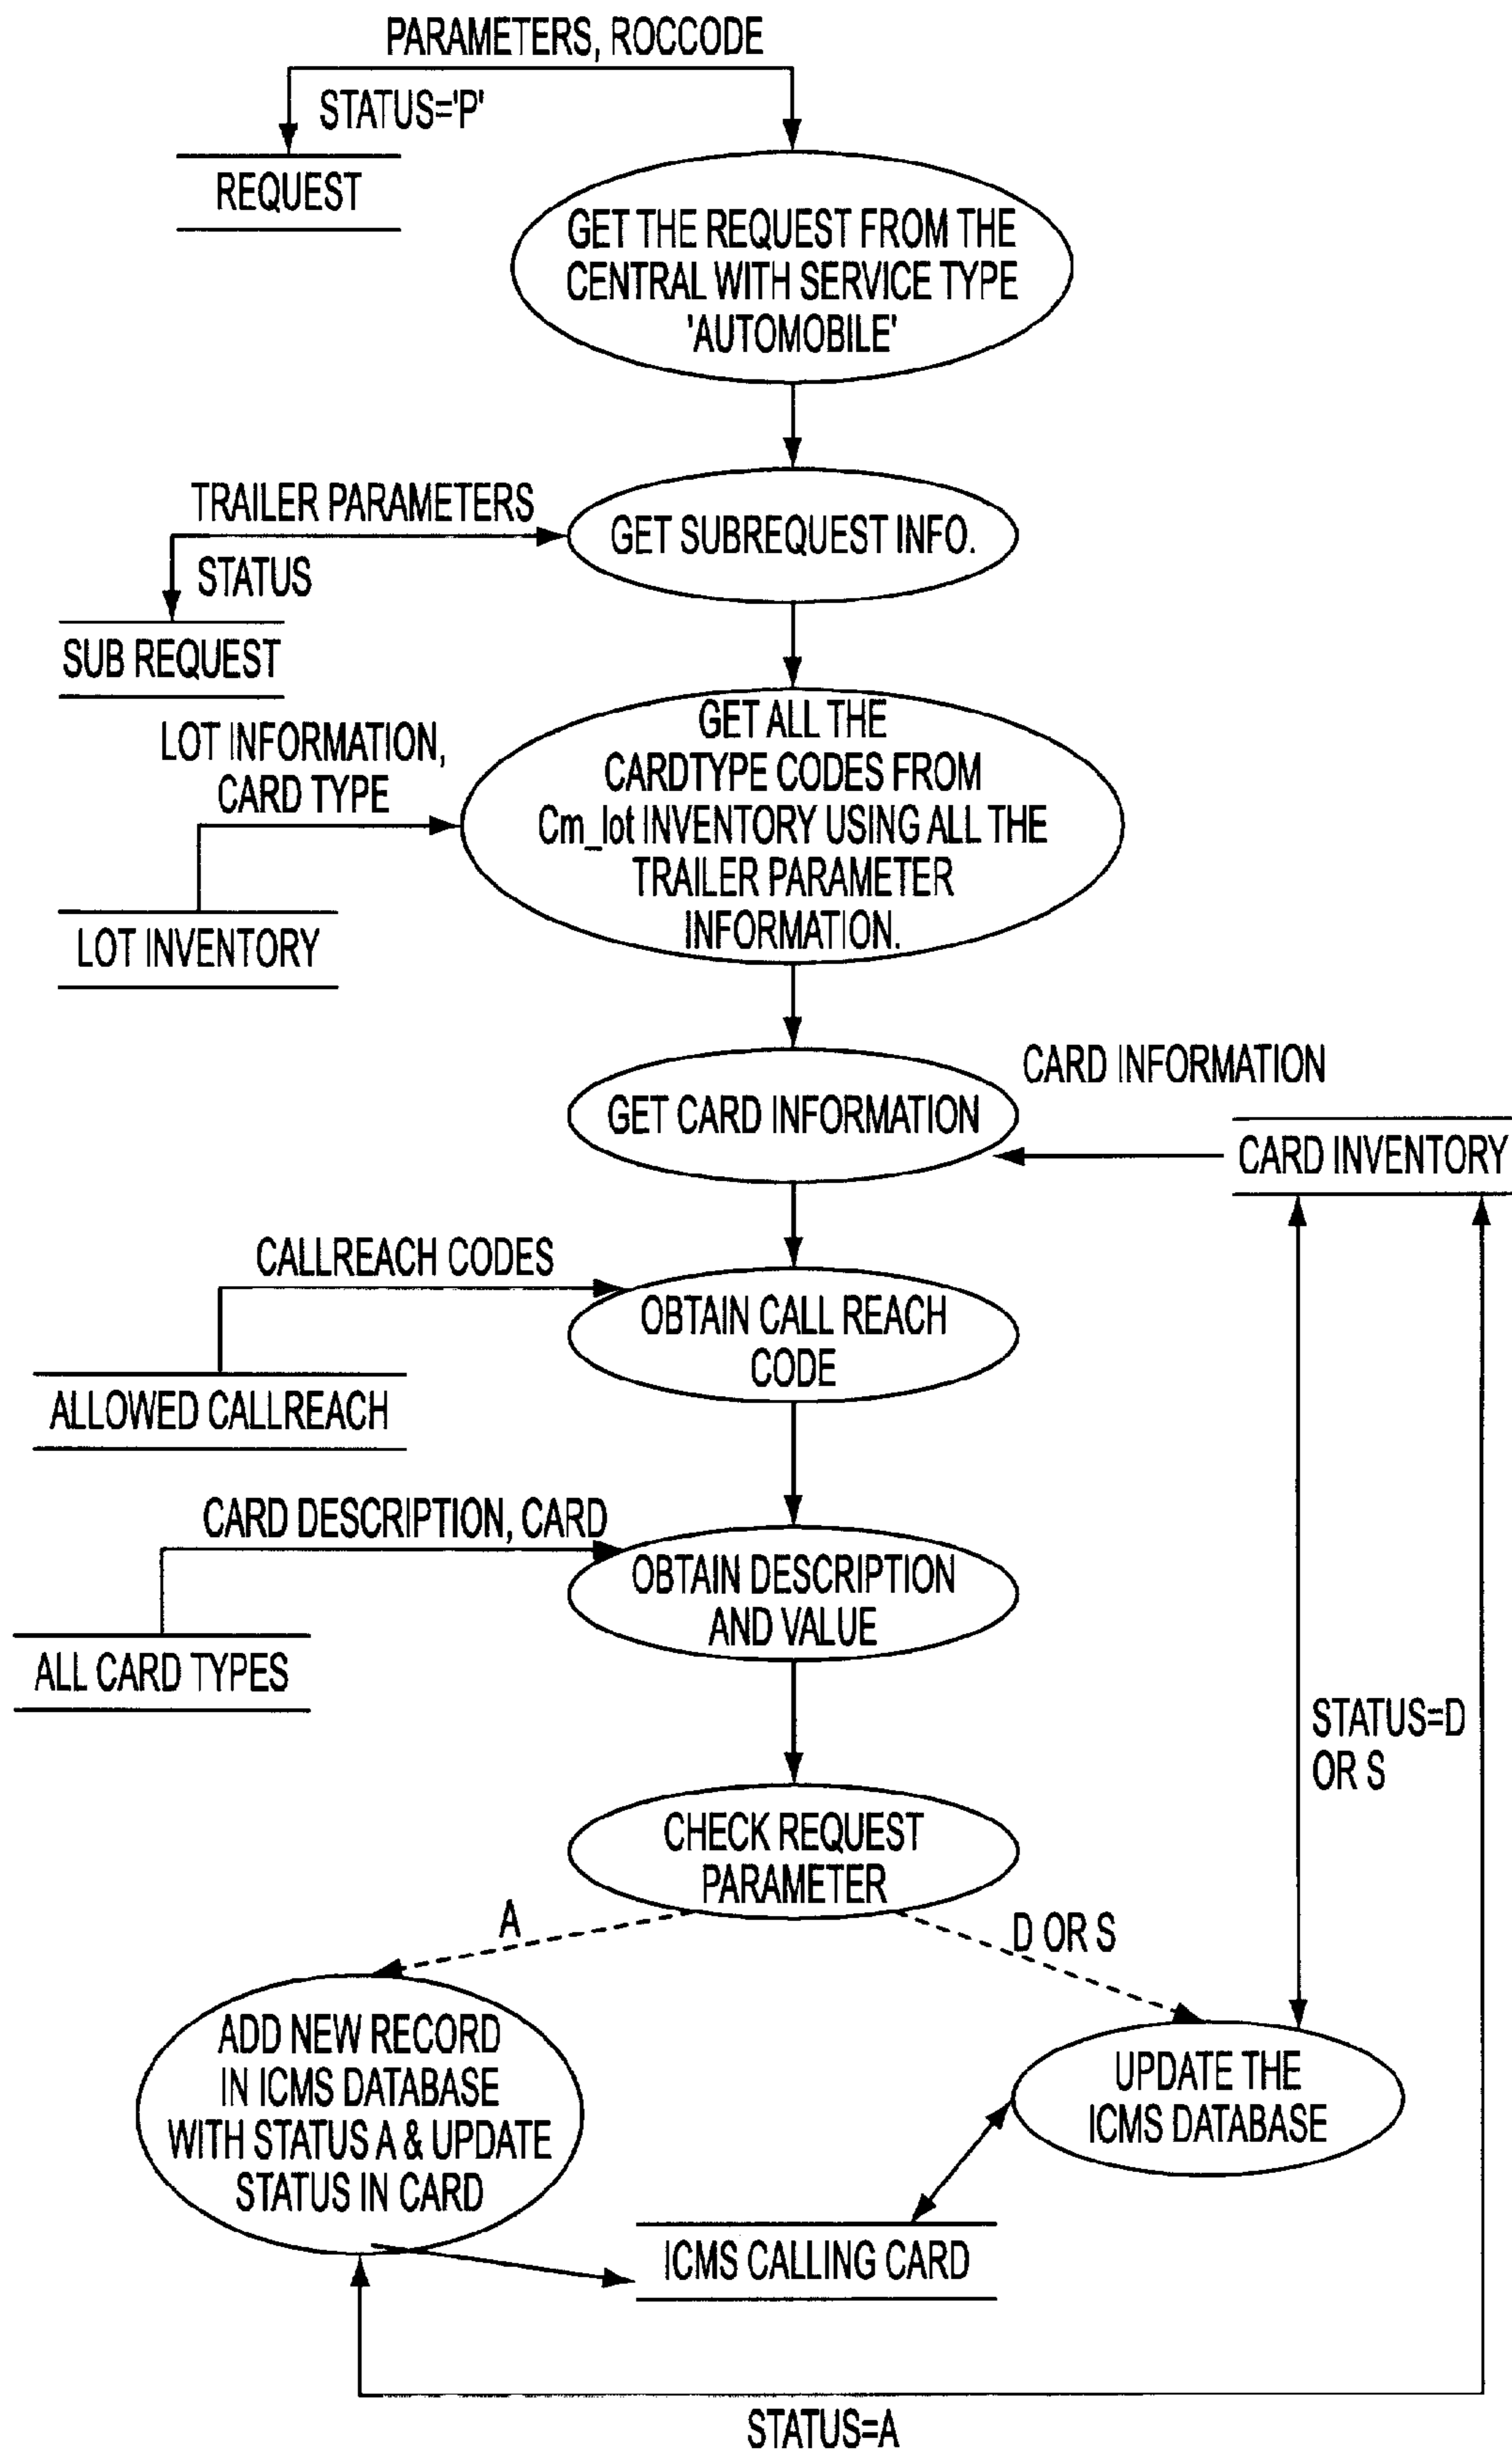 PARAMETERS, ROCCODE
STATUS='P'
REQUEST
GET THE REQUEST FROM THE
CENTRAL WITH SERVICE TYPE
'AUTOMOBILE'
TRAILER PARAMETERS
GET SUBREQUEST INFO.
STATUS
SUB REQUEST
LOT INFORMATION,
CARD TYPE
GET ALL THE
CARDTYPE CODES FROM
Cm_lot INVENTORY USING ALL THE
TRAILER PARAMETER
INFORMATION.
LOT INVENTORY
CARD INFORMATION
GET CARD INFORMATION
CARD INVENTORY
CALLREACH CODES
OBTAIN CALL REACH
CODE
ALLOWED CALLREACH
CARD DESCRIPTION, CARD
OBTAIN DESCRIPTION
AND VALUE
ALL CARD TYPES
STATUS=D
OR S
CHECK REQUEST
PARAMETER
A
D OR S
ADD NEW RECORD
IN ICMS DATABASE
WITH STATUS A & UPDATE
STATUS IN CARD
UPDATE THE
ICMS DATABASE
ICMS CALLING CARD
STATUS=A